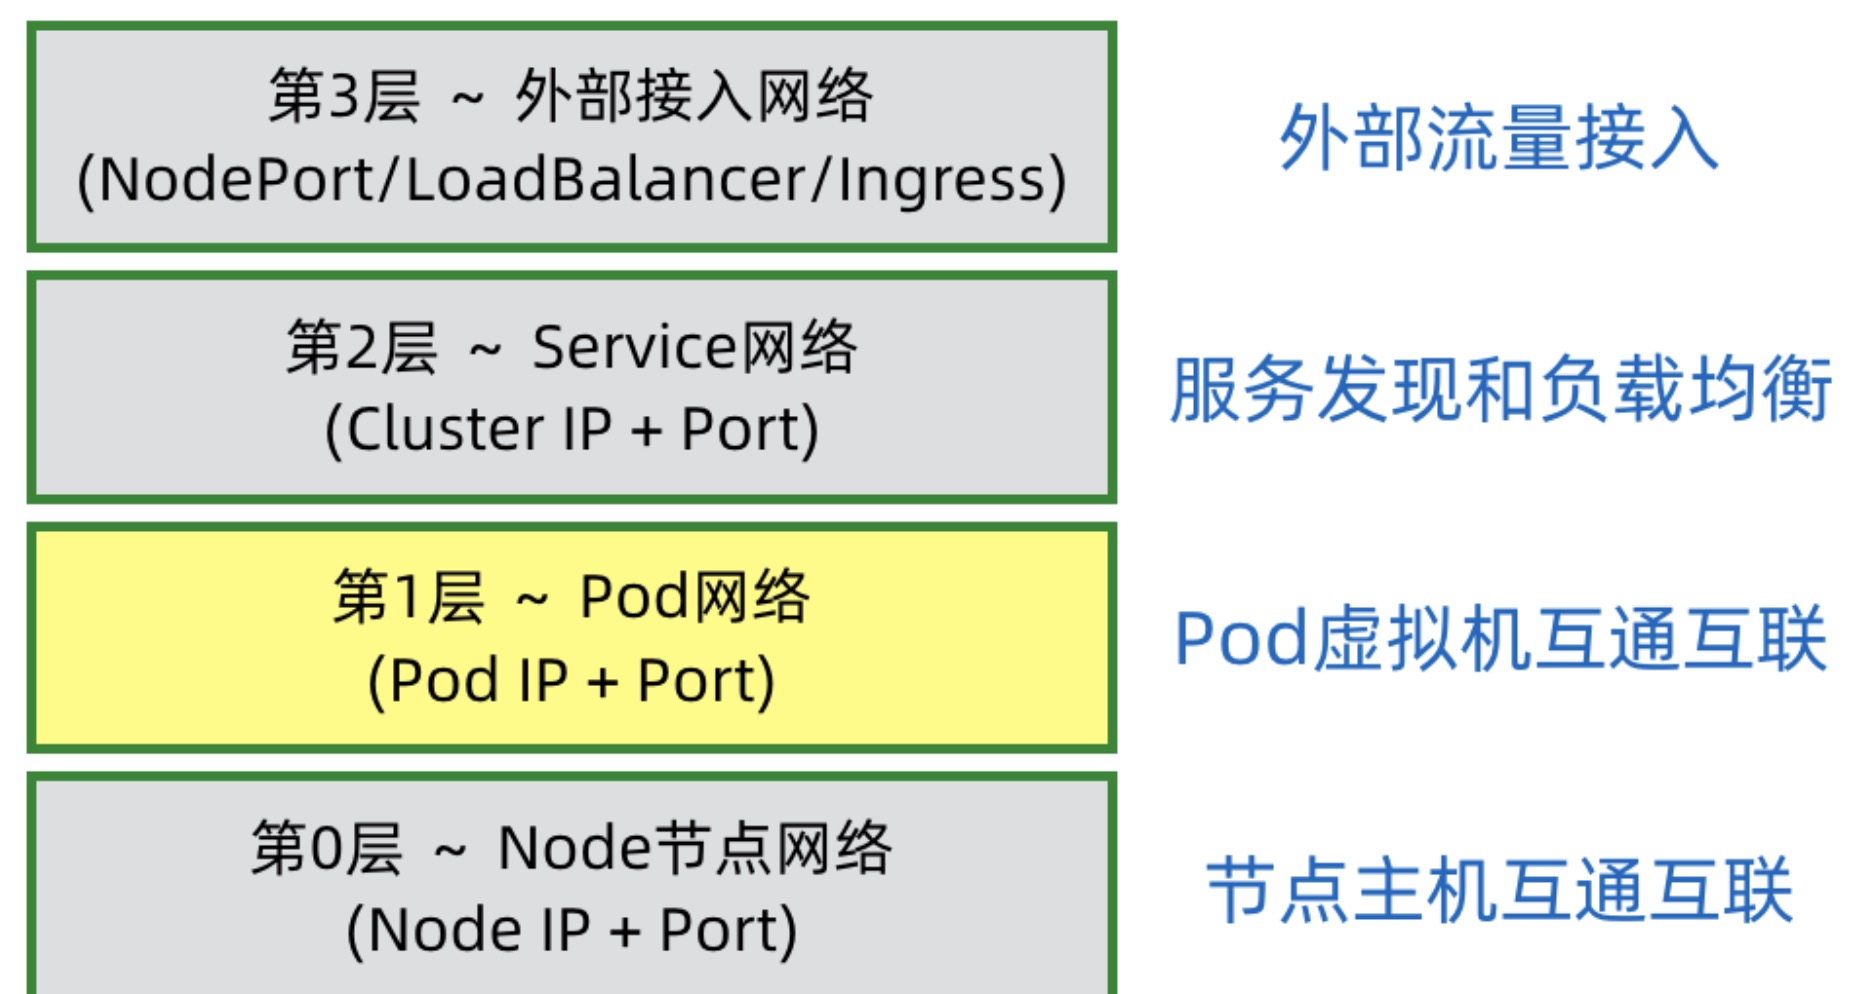 第3层 ~ 外部接入网络
(NodePort/LoadBalancer/Ingress)
外部流量接入
第2层 ~ Service网络
(Cluster IP + Port)
服务发现和负载均衡
第1层 ~ Pod网络
(Pod IP + Port)
Pod虚拟机互通互联
第0层 ~ Node节点网络
(Node IP + Port)
节点主机互通互联